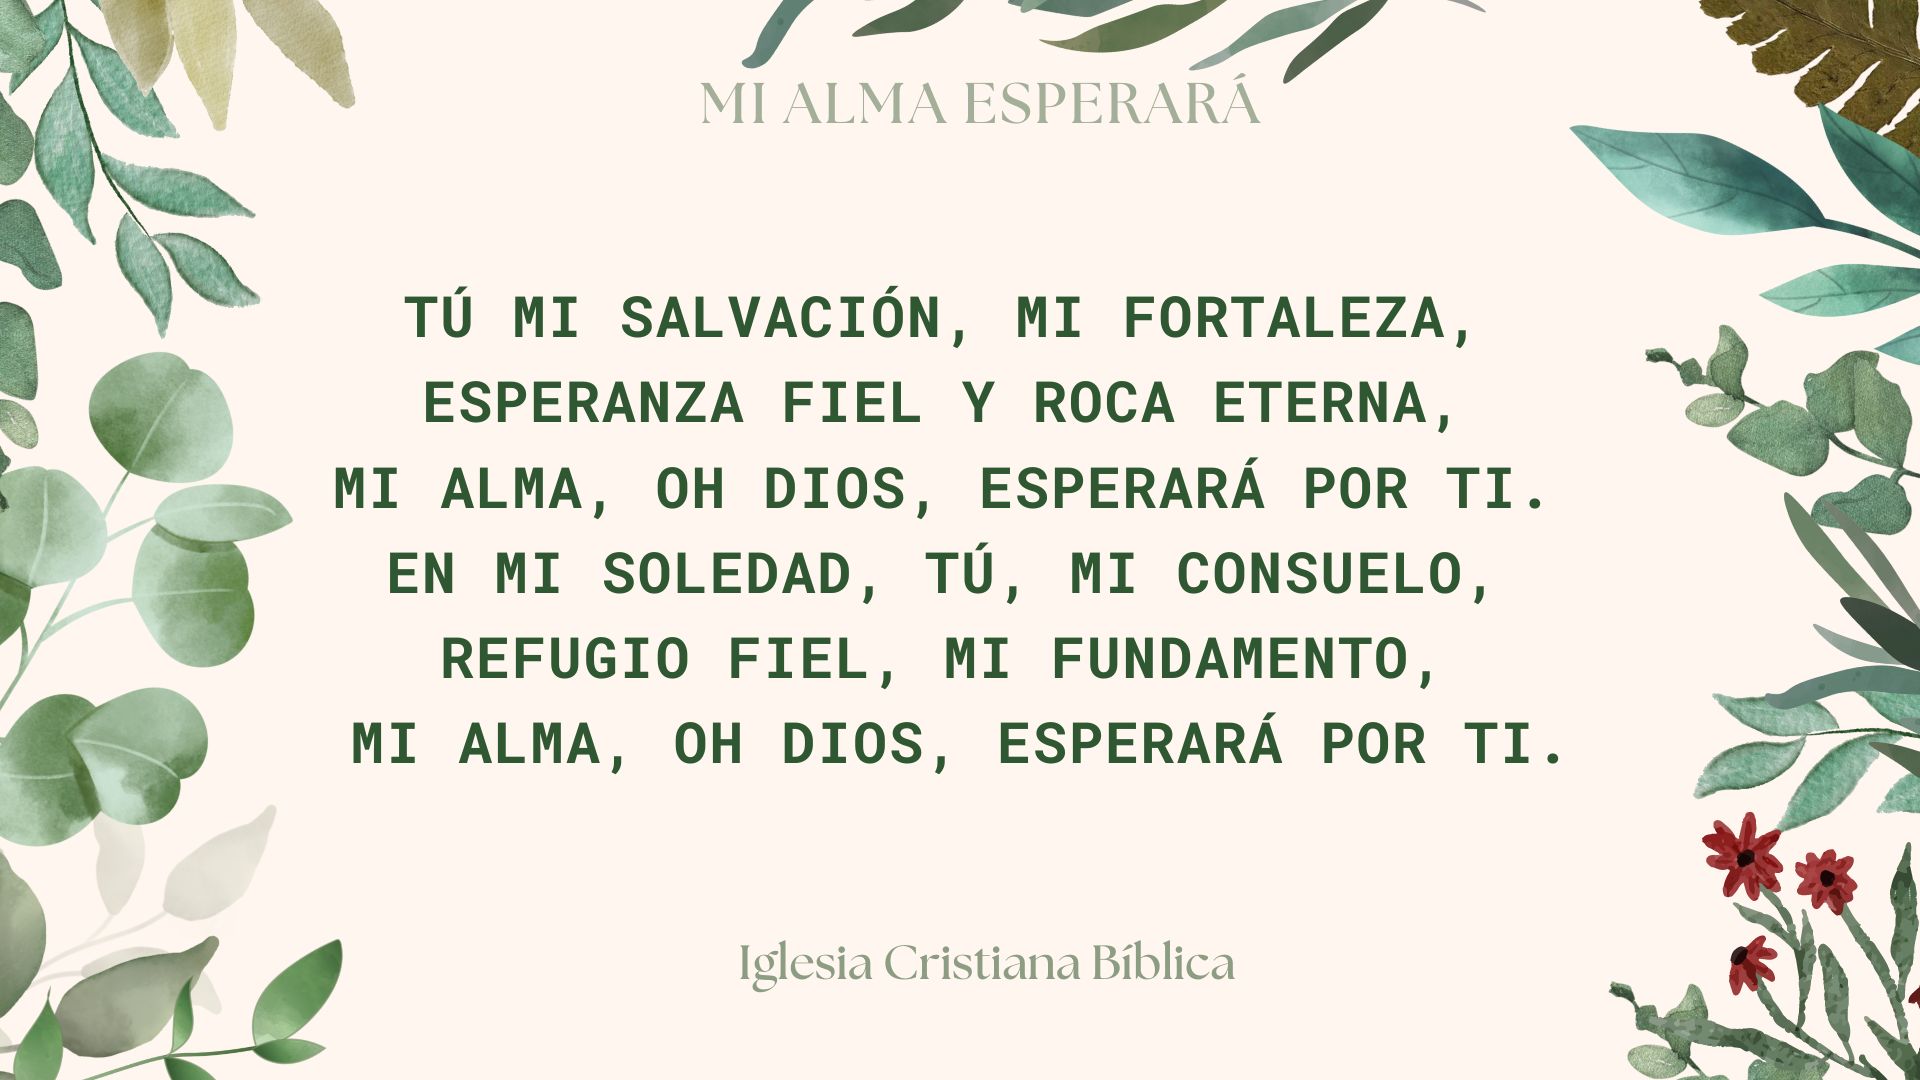 MI ALMA ESPERARÁ
TÚ MI SALVACIÓN, MI FORTALEZA,
ESPERANZA FIEL Y ROCA ETERNA,
MI ALMA, OH DIOS, ESPERARÁ POR TI.
EN MI SOLEDAD, TÚ, MI CONSUELO,
REFUGIO FIEL, MI FUNDAMENTO,
MI ALMA, OH DIOS, ESPERARÁ POR TI.
Iglesia Cristiana Bíblica